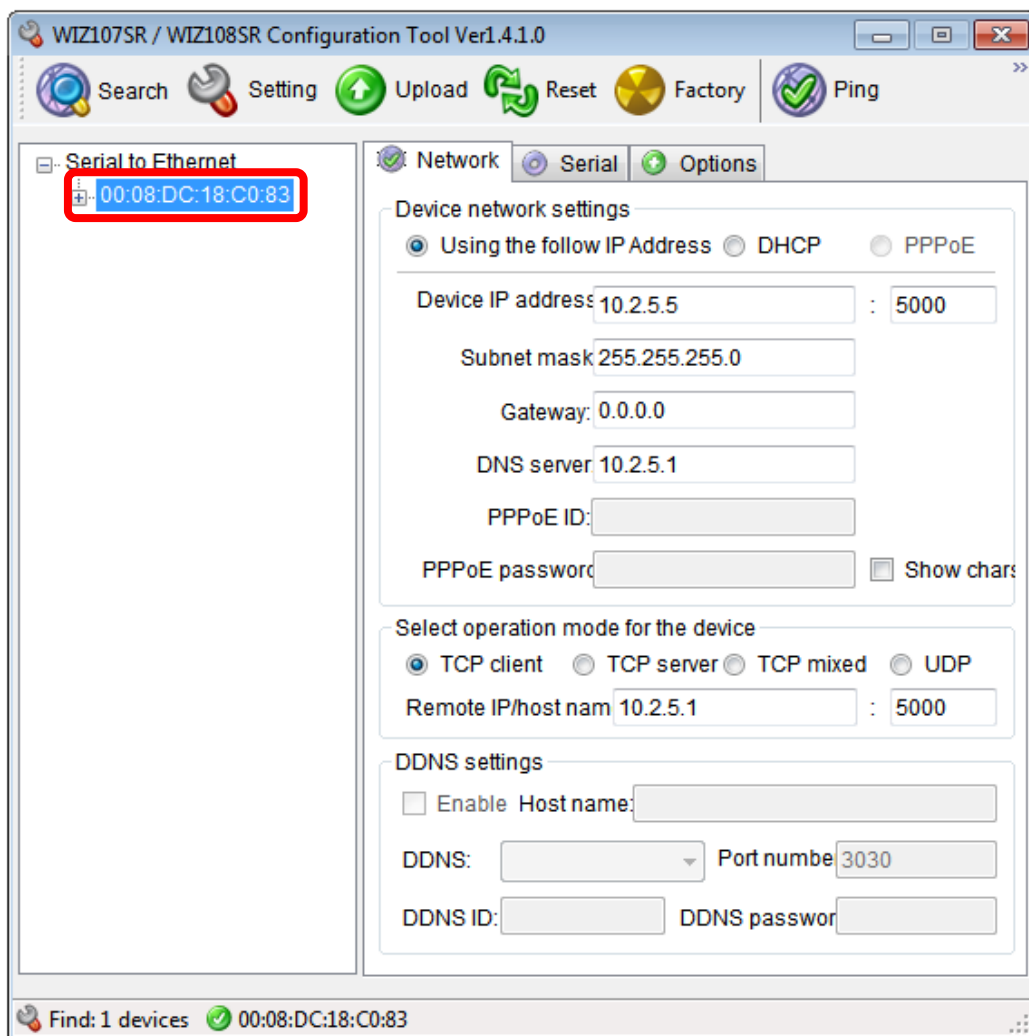 WIZ107SR / WIZ108SR Configuration Tool Ver1.4.1.0
Search Setting Upload Reset Factory Ping »
Serial to Ethernet
00:08:DC:18:C0:83
Network Serial Options
Device network settings
Using the follow IP Address DHCP PPPoE
Device IP address 10.2.5.5 : 5000
Subnet mask 255.255.255.0
Gateway: 0.0.0.0
DNS server 10.2.5.1
PPPoE ID:
PPPoE password Show chars
Select operation mode for the device
TCP client TCP server TCP mixed UDP
Remote IP/host nam 10.2.5.1 : 5000
DDNS settings
Enable Host name:
DDNS: Port numbe 3030
DDNS ID: DDNS passwor
Find: 1 devices 00:08:DC:18:C0:83